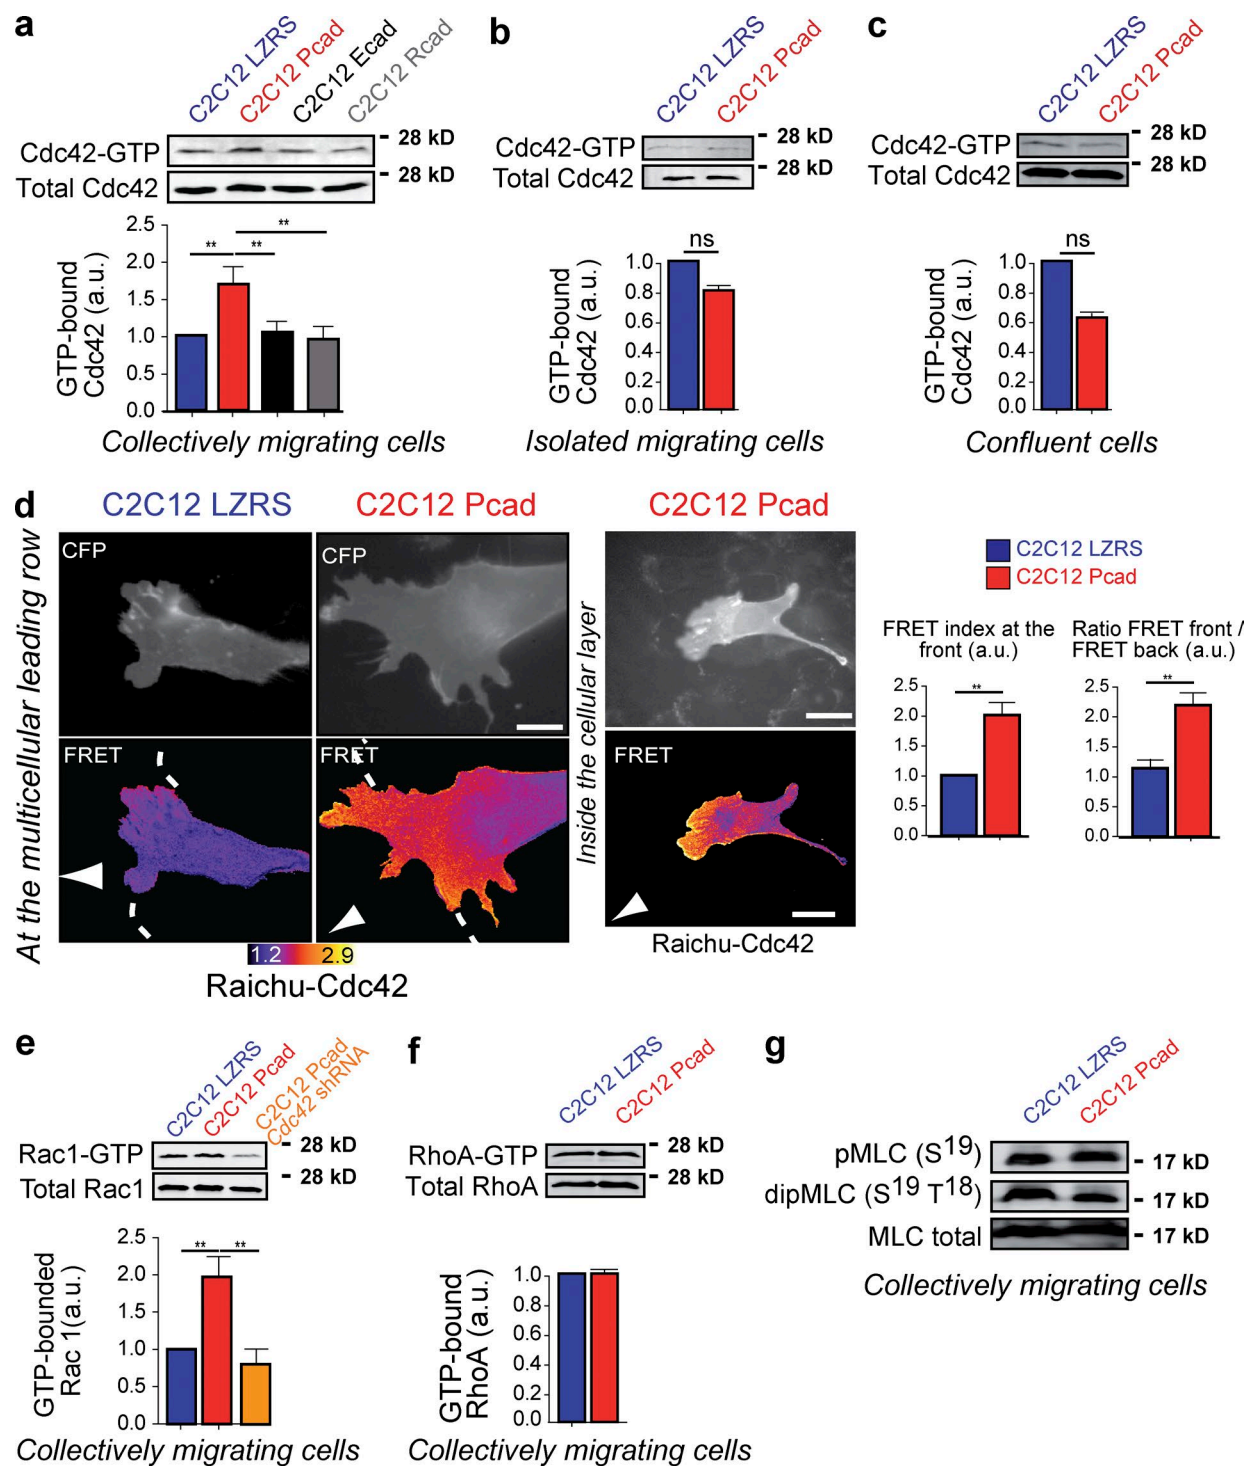 a
C2C12 LZRS
C2C12 Pcad
C2C12 Ecad
C2C12 Rcad
Cdc42-GTP
- 28 kD
Total Cdc42
- 28 kD
GTP-bound
Cdc42 (a.u.)
2.5
2.0
1.5
1.0
0.5
0.0
**
**
**
Collectively migrating cells
b
C2C12 LZRS
C2C12 Pcad
Cdc42-GTP
- 28 kD
Total Cdc42
- 28 kD
GTP-bound
Cdc42 (a.u.)
1.0
0.8
0.6
0.4
0.2
0.0
ns
Isolated migrating cells
c
C2C12 LZRS
C2C12 Pcad
Cdc42-GTP
- 28 kD
Total Cdc42
- 28 kD
GTP-bound
Cdc42 (a.u.)
1.0
0.8
0.6
0.4
0.2
0.0
ns
Confluent cells
d
At the multicellular leading row
C2C12 LZRS
C2C12 Pcad
CFP
CFP
FRET
FRET
1.2
2.9
Raichu-Cdc42
Inside the cellular layer
C2C12 Pcad
FRET
Raichu-Cdc42
C2C12 LZRS
C2C12 Pcad
FRET index at the
front (a.u.)
2.5
2.0
1.5
1.0
0.5
0.0
**
Ratio FRET front /
FRET back (a.u.)
2.5
2.0
1.5
1.0
0.5
0.0
**
e
C2C12 LZRS
C2C12 Pcad
C2C12 Pcad
Cdc42 shRNA
Rac1-GTP
- 28 kD
Total Rac1
- 28 kD
GTP-bounded
Rac 1(a.u.)
2.5
2.0
1.5
1.0
0.5
0.0
**
**
Collectively migrating cells
f
C2C12 LZRS
C2C12 Pcad
RhoA-GTP
- 28 kD
Total RhoA
- 28 kD
GTP-bound
RhoA (a.u.)
1.0
0.8
0.6
0.4
0.2
0.0
Collectively migrating cells
g
C2C12 LZRS
C2C12 Pcad
pMLC (S19)
- 17 kD
dipMLC (S19 T18)
- 17 kD
MLC total
- 17 kD
Collectively migrating cells